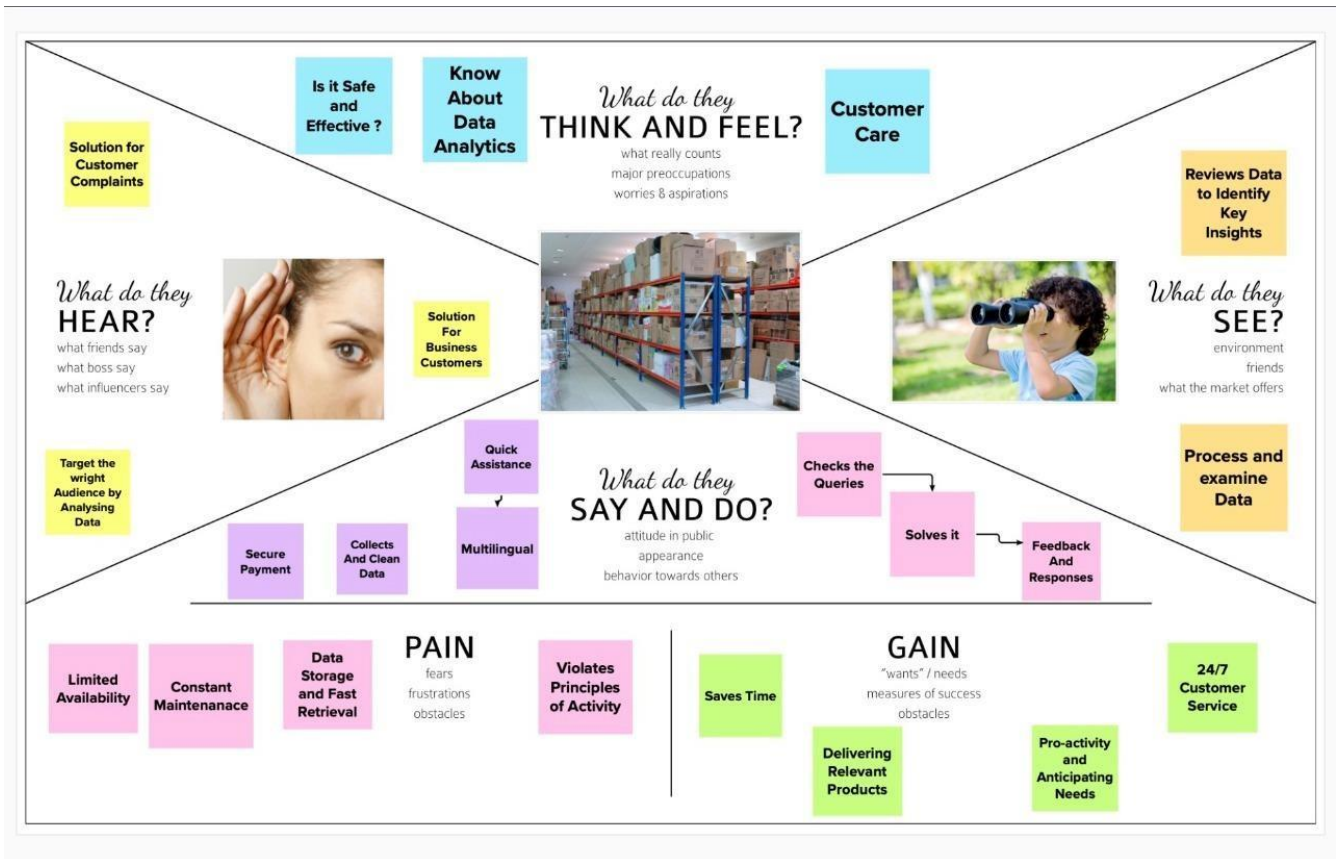 Is it Safe
and
Effective ?
Know
About
Data
Analytics
What do they
THINK AND FEEL?
what really counts
major preoccupations
worries & aspirations
Customer
Care
Solution for
Customer
Complaints
What do they
HEAR?
what friends say
what boss say
what influencers say
Solution
For
Business
Customers
Target the
wright
Audience by
Analysing
Data
Reviews Data
to Identify
Key
Insights
What do they
SEE?
environment
friends
what the market offers
Process and
examine
Data
Quick
Assistance
Multilingual
Secure
Payment
Collects
And Clean
Data
What do they
SAY AND DO?
attitude in public
appearance
behavior towards others
Checks the
Queries
Solves it
Feedback
And
Responses
Limited
Availability
Constant
Maintenanace
Data
Storage
and Fast
Retrieval
PAIN
fears
frustrations
obstacles
Violates
Principles
of Activity
Saves Time
GAIN
"wants" / needs
measures of success
obstacles
Delivering
Relevant
Products
Pro-activity
and
Anticipating
Needs
24/7
Customer
Service